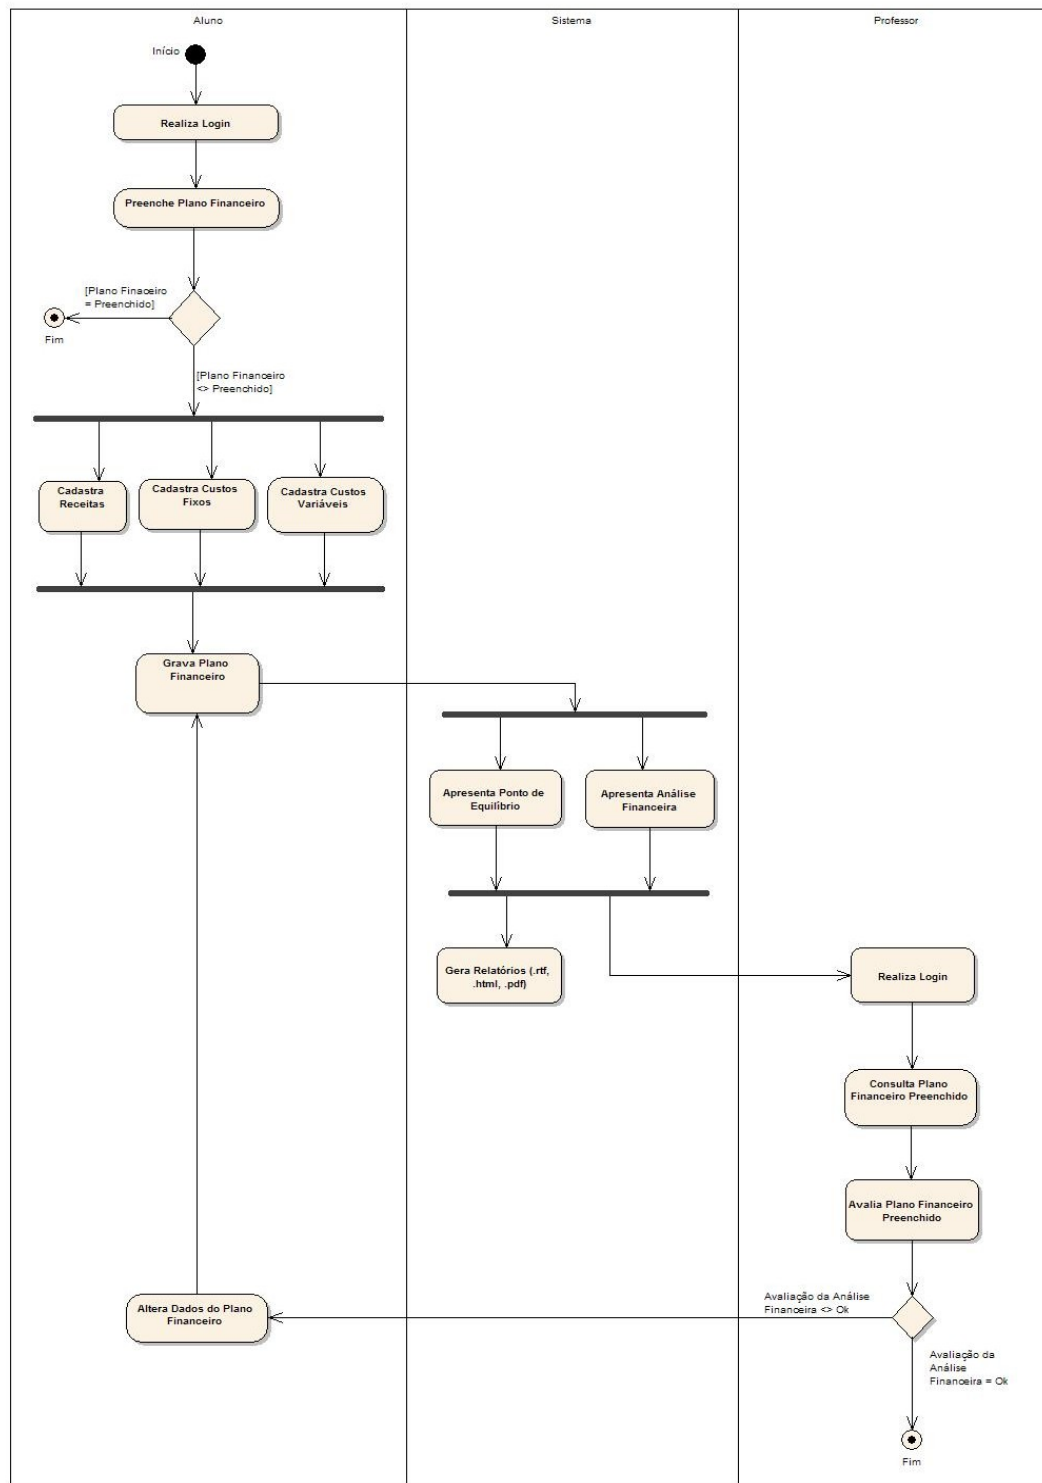 Aluno
Sistema
Professor
Início
Realiza Login
Preenche Plano Financeiro
[Plano Finaceiro
= Preenchido]
Fim
[Plano Financeiro
<> Preenchido]
Cadastra
Receitas
Cadastra Custos
Fixos
Cadastra Custos
Variáveis
Grava Plano
Financeiro
Apresenta Ponto de
Equilíbrio
Apresenta Análise
Financeira
Gera Relatórios (.rtf,
.html, .pdf)
Realiza Login
Consulta Plano
Financeiro Preenchido
Avalia Plano Financeiro
Preenchido
Altera Dados do Plano
Financeiro
Avaliação da Análise
Financeira <> Ok
Avaliação da
Análise
Financeira = Ok
Fim